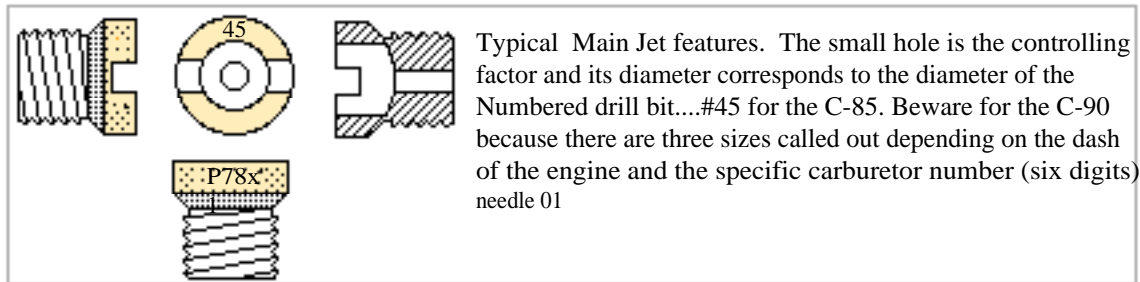 45
Typical Main Jet features. The small hole is the controlling
factor and its diameter corresponds to the diameter of the
Numbered drill bit....#45 for the C-85. Beware for the C-90
because there are three sizes called out depending on the dash
of the engine and the specific carburetor number (six digits)
needle 01
P78x